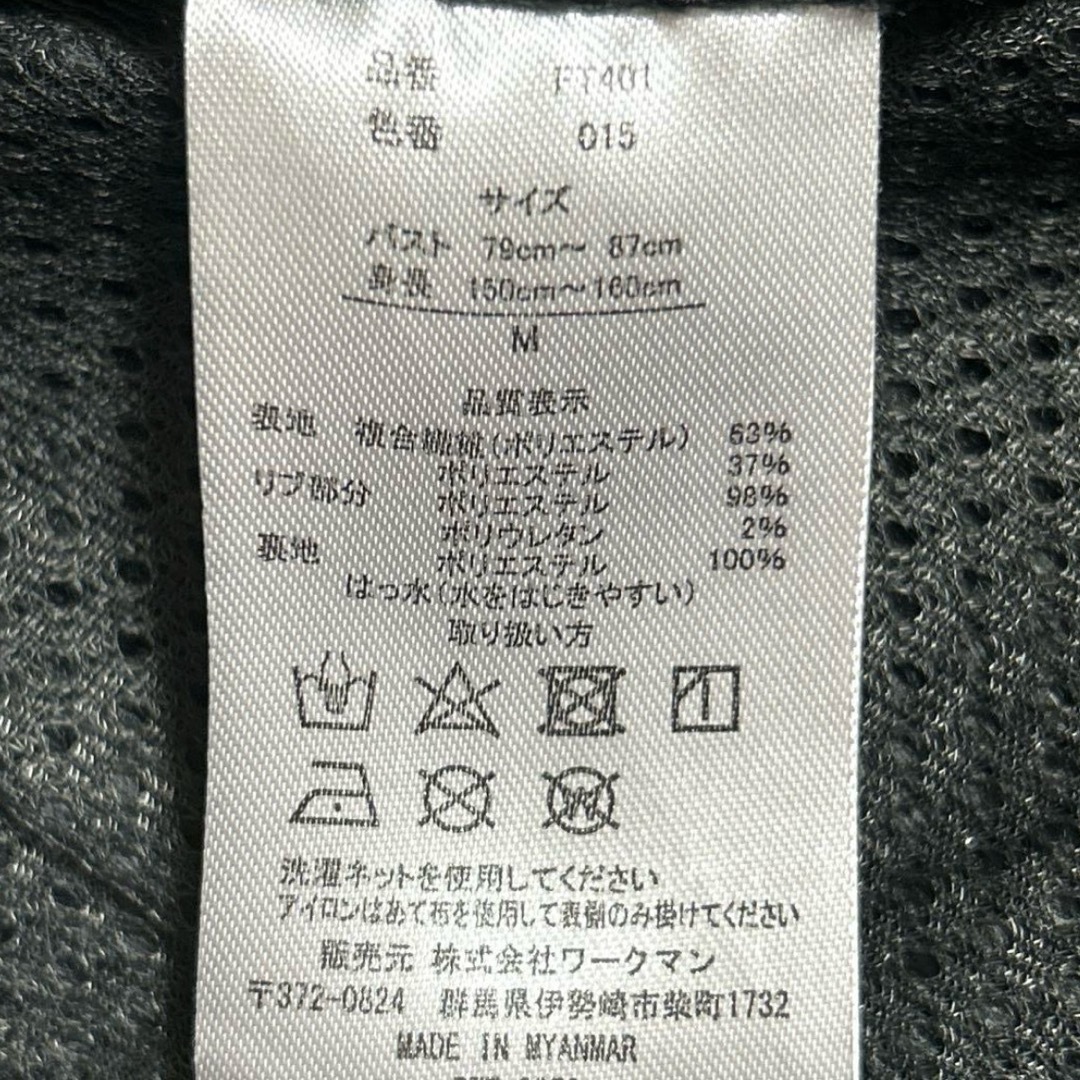 品番 FT401
色番 015
サイズ
バスト 79cm～ 87cm
身長 150cm～160cm
M
品質表示
表地 複合繊維(ポリエステル) 63%
ポリエステル 37%
リブ部分 ポリエステル 98%
ポリウレタン 2%
裏地 ポリエステル 100%
はっ水(水をはじきやすい)
取り扱い方
洗濯ネットを使用してください
アイロンはあて布を使用して表側のみ掛けてください
販売元 株式会社ワークマン
〒372-0824 群馬県伊勢崎市柴町1732
MADE IN MYANMAR